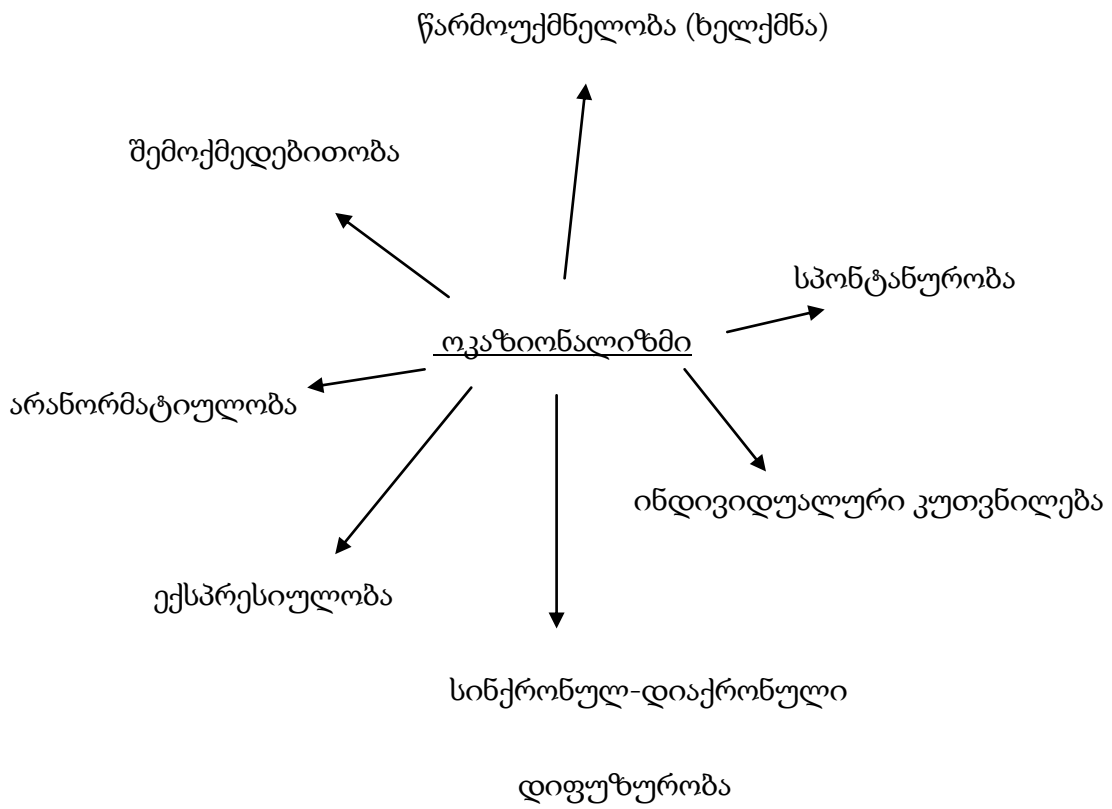 წარმოუქმნელობა (ხელქმნა)
შემოქმედებითობა
სპონტანურობა
ოკაზიონალიზმი
არანორმატიულობა
ინდივიდუალური კუთვნილება
ექსპრესიულობა
სინქრონულ-დიაქრონული
დიფუზურობა